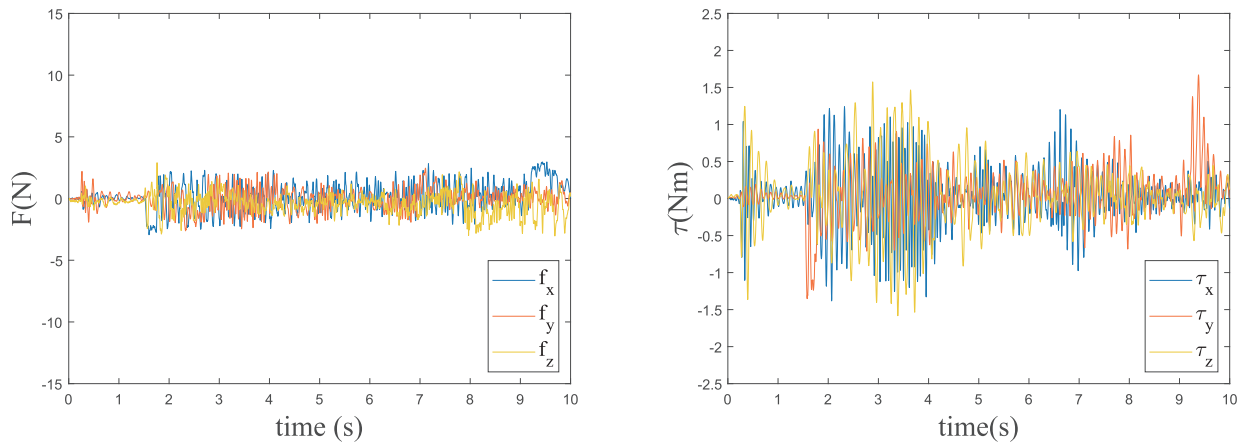 15
10
5
0
-5
-10
-15
F(N)
0 1 2 3 4 5 6 7 8 9 10
time (s)
f_x
f_y
f_z
2.5
2
1.5
1
0.5
0
-0.5
-1
-1.5
-2
-2.5
τ(Nm)
0 1 2 3 4 5 6 7 8 9 10
time(s)
τ_x
τ_y
τ_z